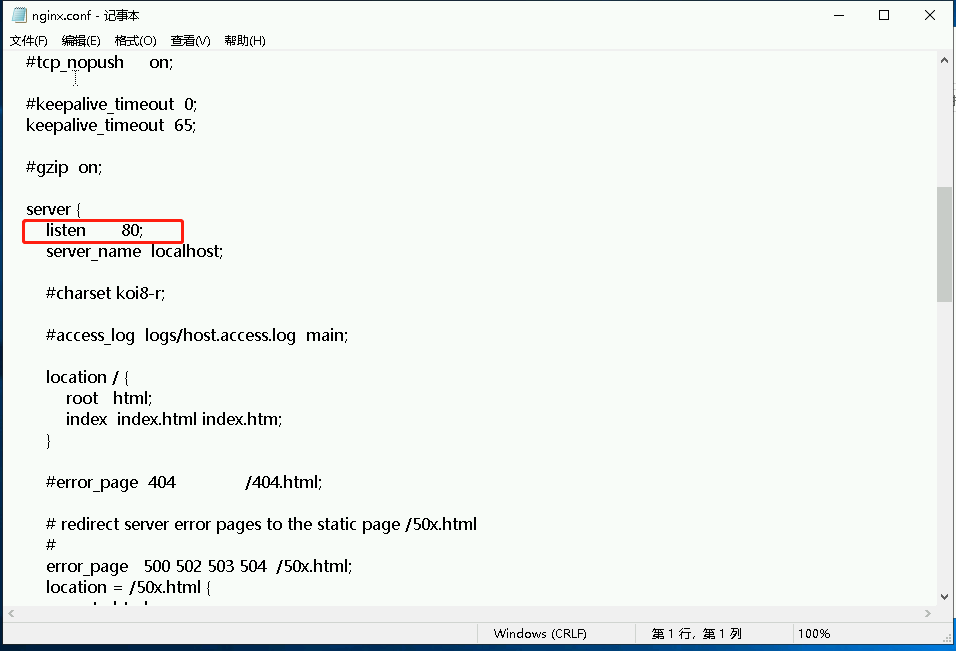 nginx.conf - 记事本
文件(F) 编辑(E) 格式(O) 查看(V) 帮助(H)
#tcp_nopush     on;
#keepalive_timeout  0;
keepalive_timeout  65;
#gzip  on;
server {
listen       80;
server_name  localhost;
#charset koi8-r;
#access_log  logs/host.access.log  main;
location / {
root   html;
index  index.html index.htm;
}
#error_page  404              /404.html;
# redirect server error pages to the static page /50x.html
#
error_page   500 502 503 504  /50x.html;
location = /50x.html {
Windows (CRLF) 第 1 行，第 1 列 100%